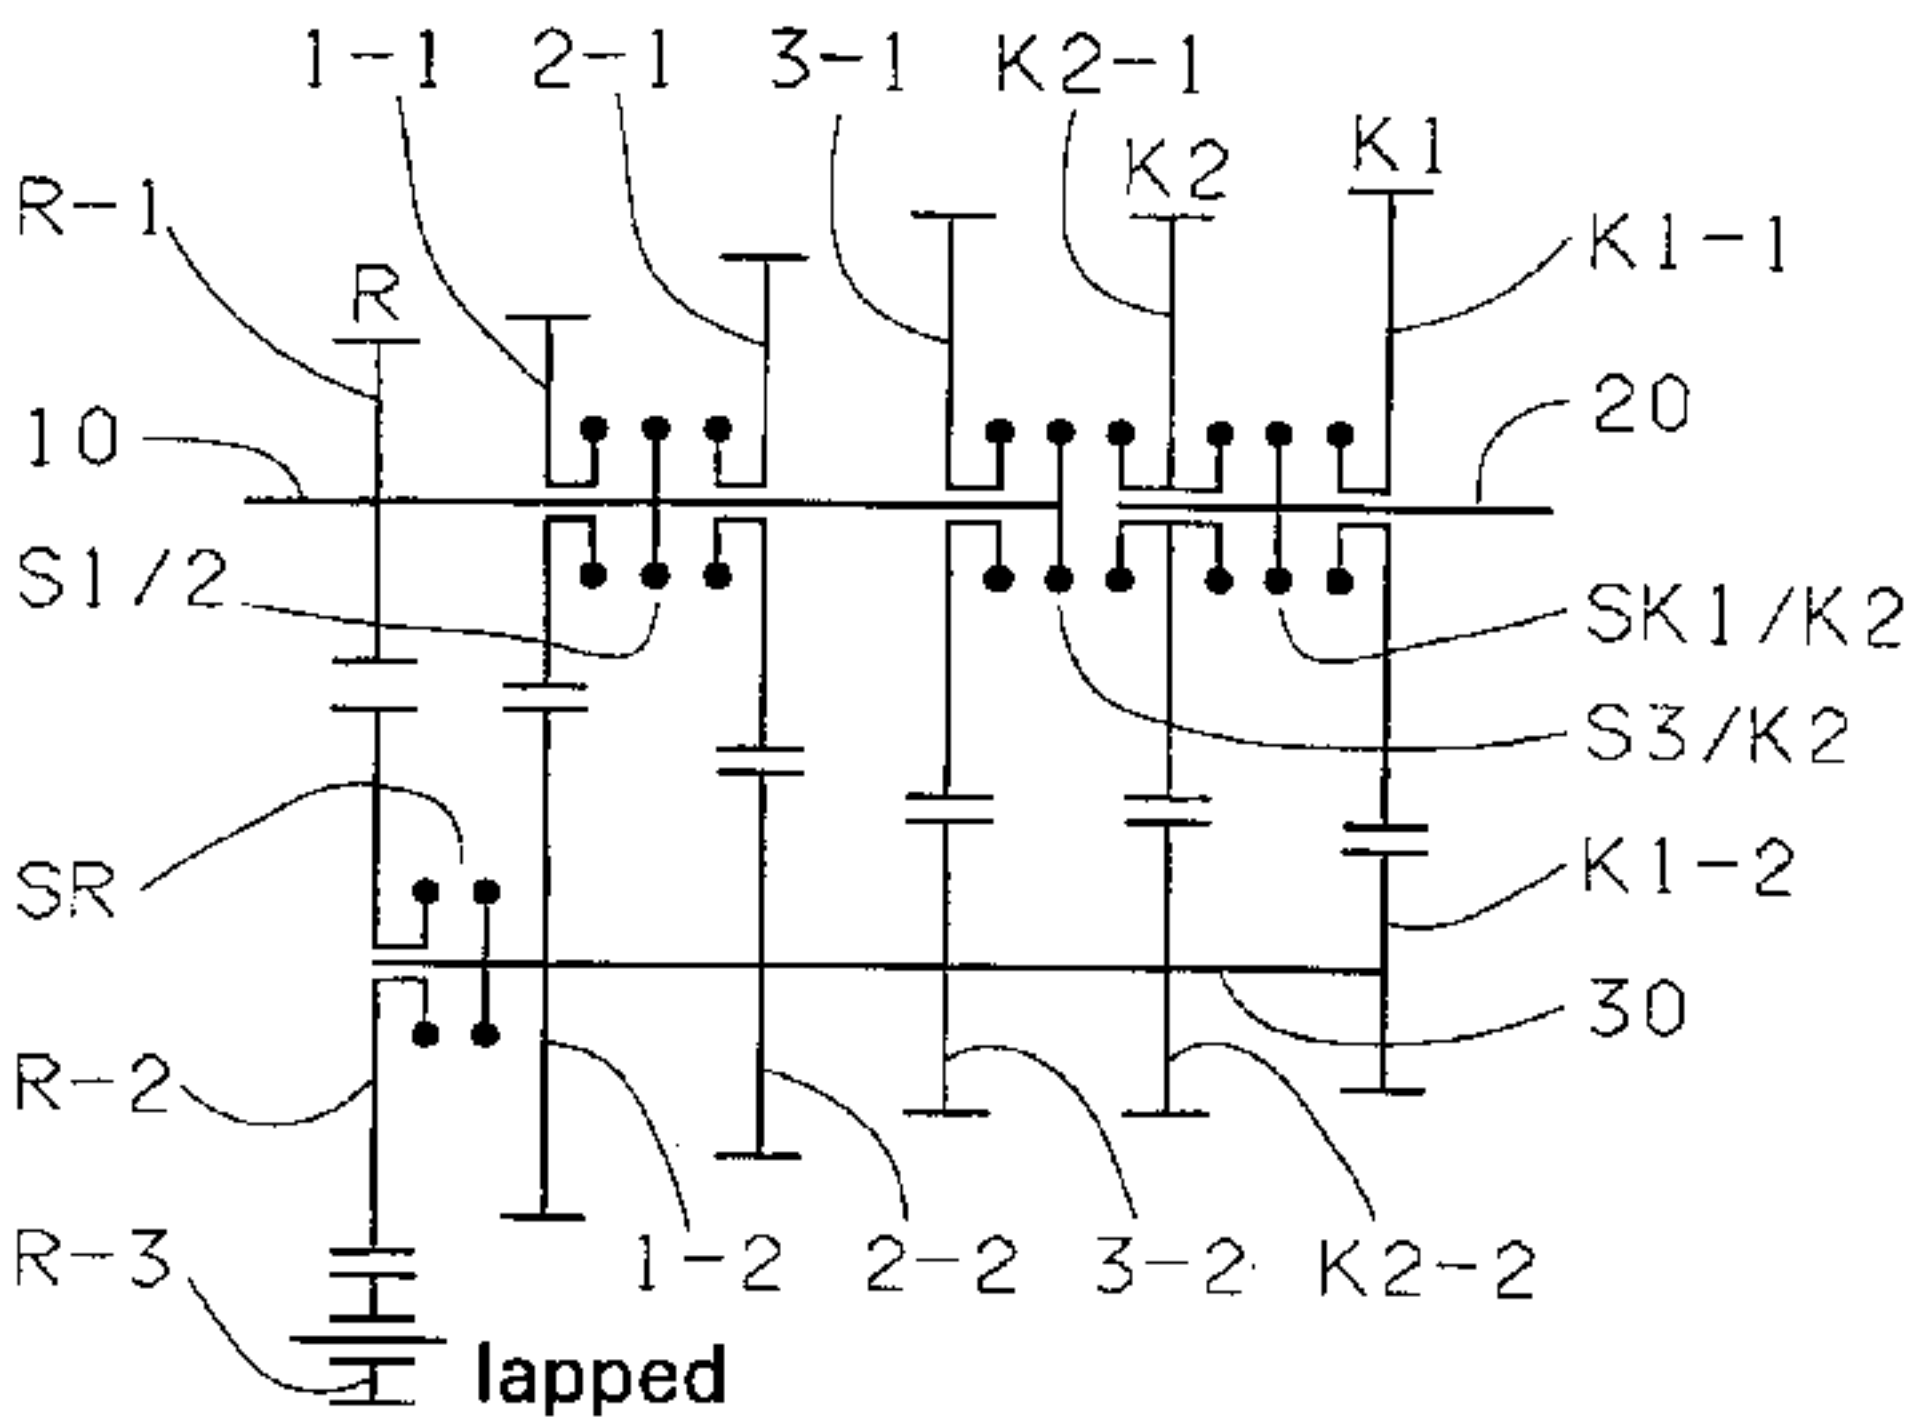 1-1 2-1 3-1 K2-1
K2 K1
R-1
K1-1
R
10
20
S1/2
SK1/K2
S3/K2
SR
K1-2
30
R-2
R-3
1-2 2-2 3-2 K2-2
lapped